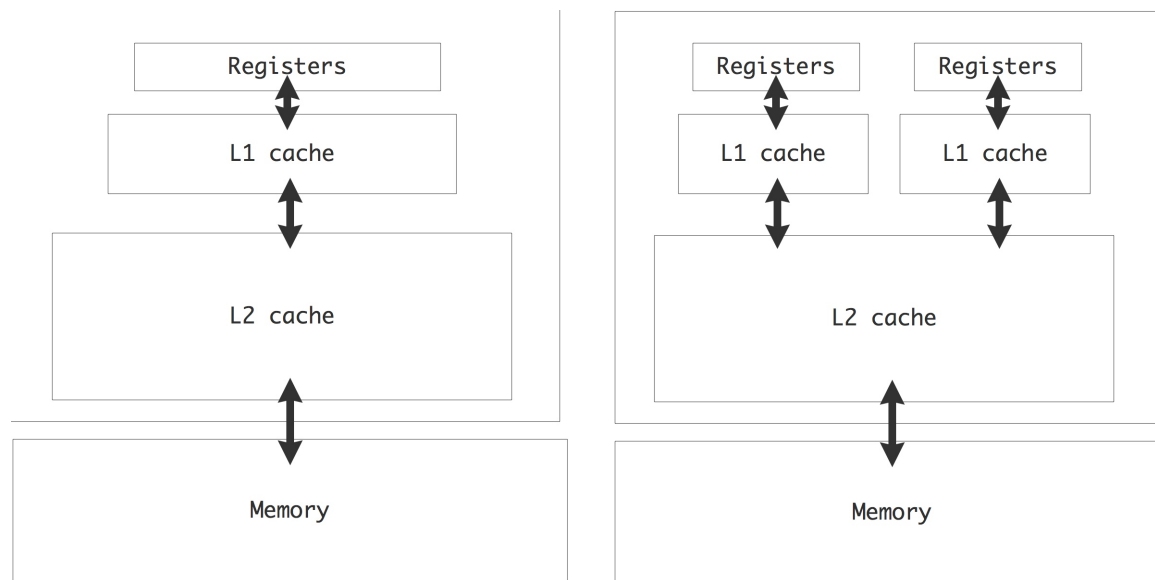 Registers
L1 cache
L2 cache
Memory
Registers
Registers
L1 cache
L1 cache
L2 cache
Memory